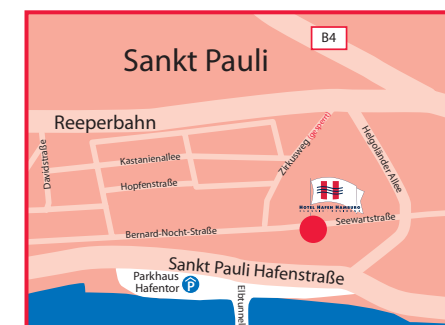 B4
Sankt Pauli
Reeperbahn
Davidstraße
Kastanienallee
Hopfenstraße
Zirkusweg (gesperrt)
Helgoländer Allee
HOTEL HAFEN HAMBURG
Seewartstraße
Bernard-Nocht-Straße
Sankt Pauli Hafenstraße
Parkhaus
Hafentor
P
Elbtunnel